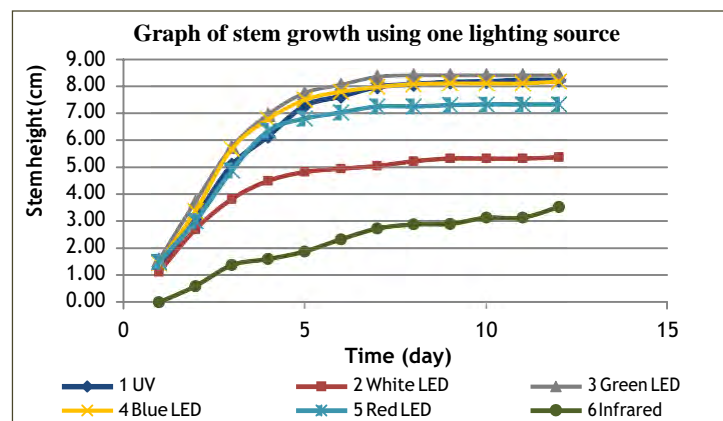 Graph of stem growth using one lighting source
9.00
8.00
7.00
6.00
5.00
4.00
3.00
2.00
1.00
0.00
Stem height (cm)
0
5
10
15
Time (day)
1 UV
2 White LED
3 Green LED
4 Blue LED
5 Red LED
6 Infrared